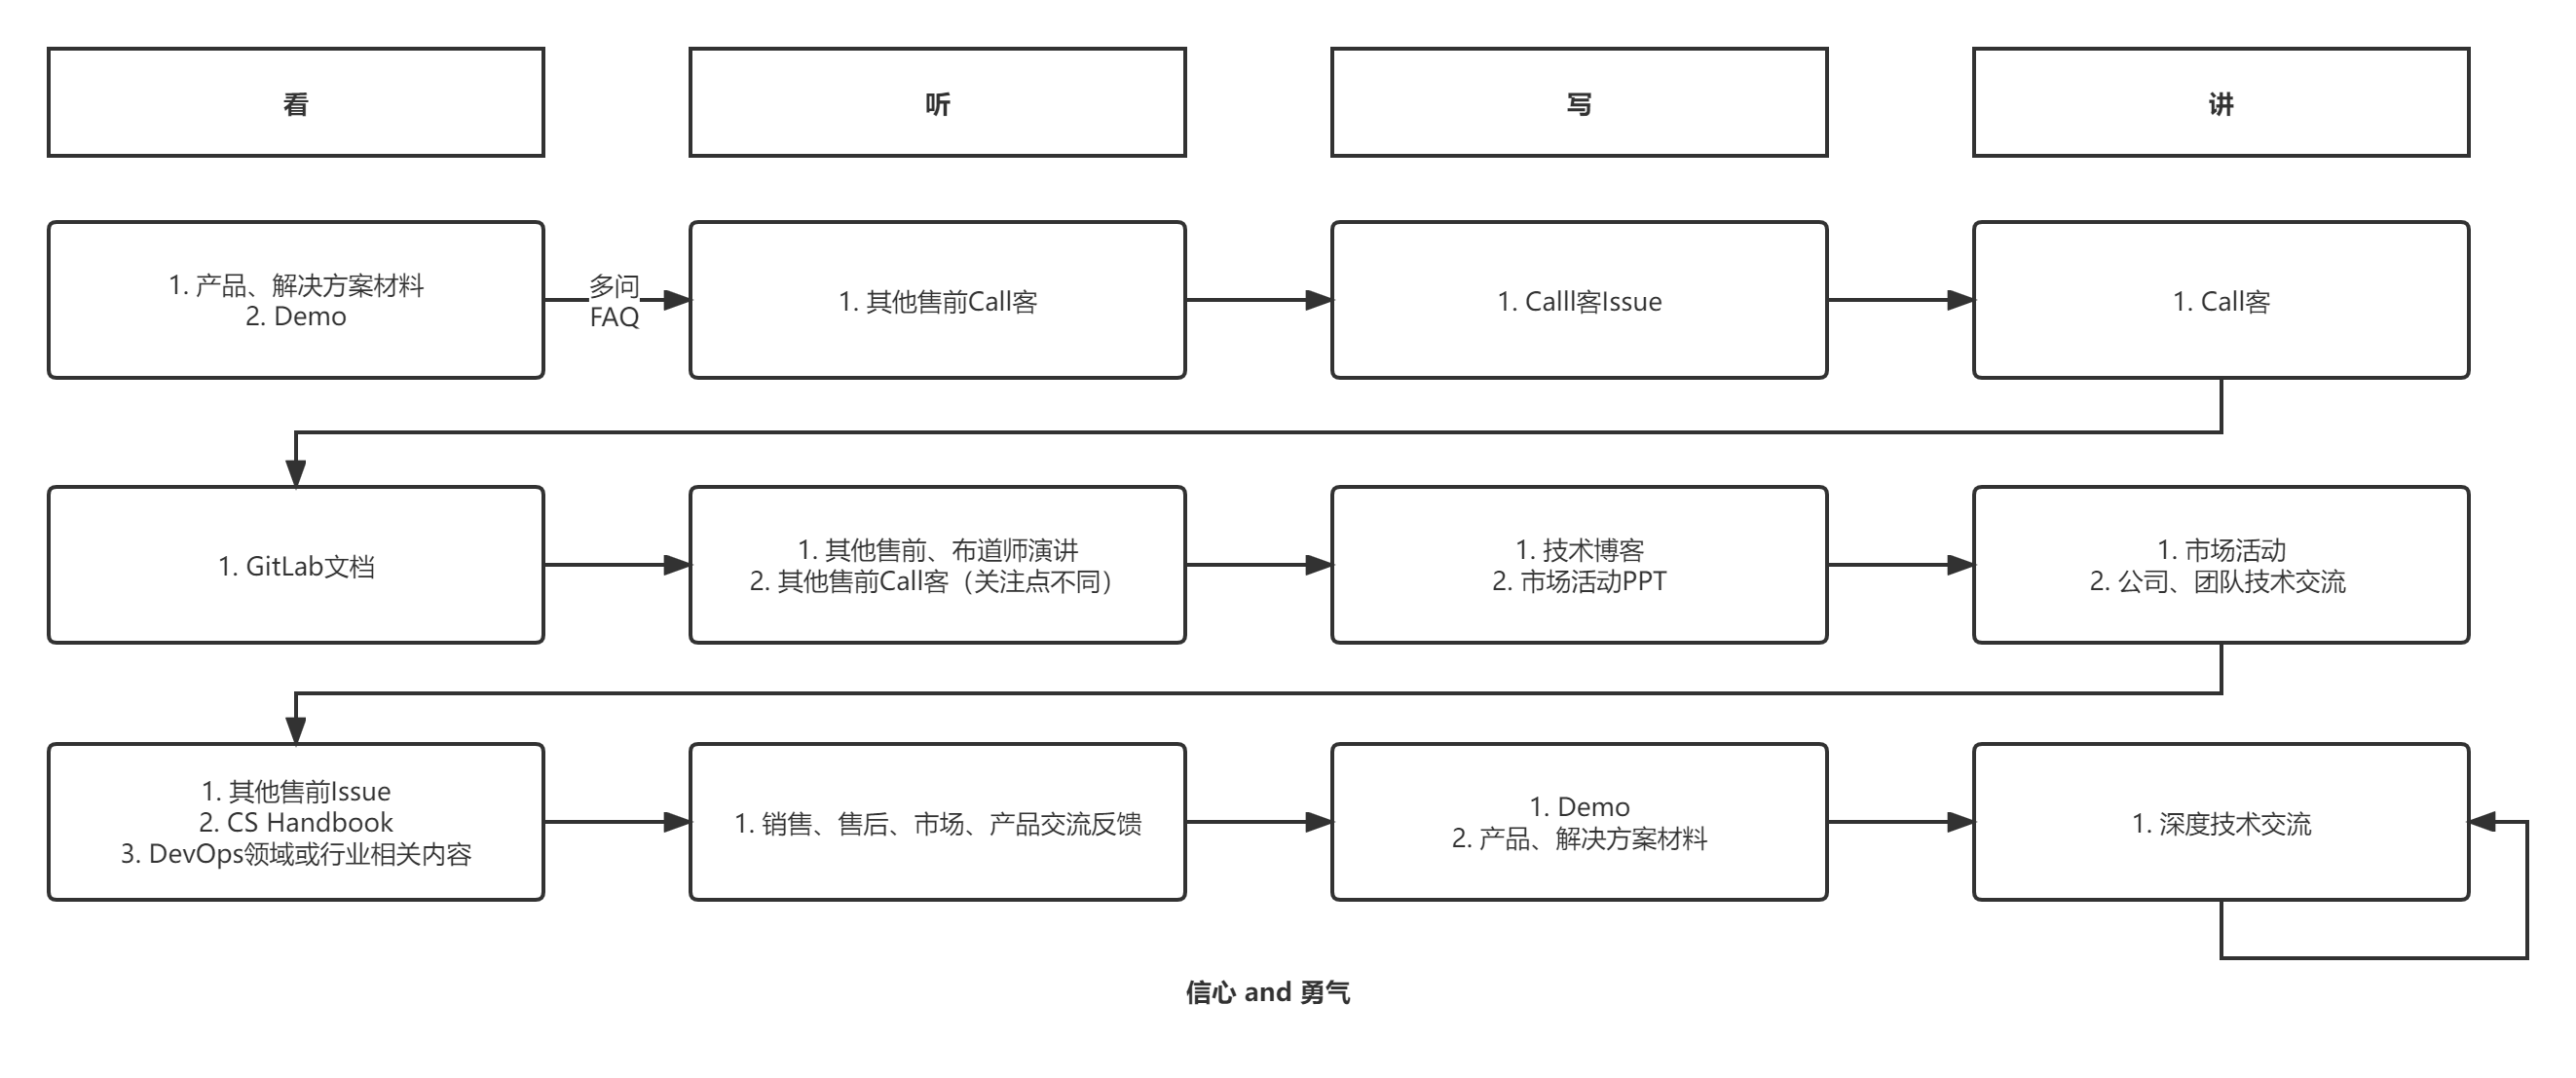 看
听
写
讲
1. 产品、解决方案材料
2. Demo
多问
FAQ
1. 其他售前Call客
1. Calll客Issue
1. Call客
1. GitLab文档
1. 其他售前、布道师演讲
2. 其他售前Call客（关注点不同）
1. 技术博客
2. 市场活动PPT
1. 市场活动
2. 公司、团队技术交流
1. 其他售前Issue
2. CS Handbook
3. DevOps领域或行业相关内容
1. 销售、售后、市场、产品交流反馈
1. Demo
2. 产品、解决方案材料
1. 深度技术交流
信心 and 勇气